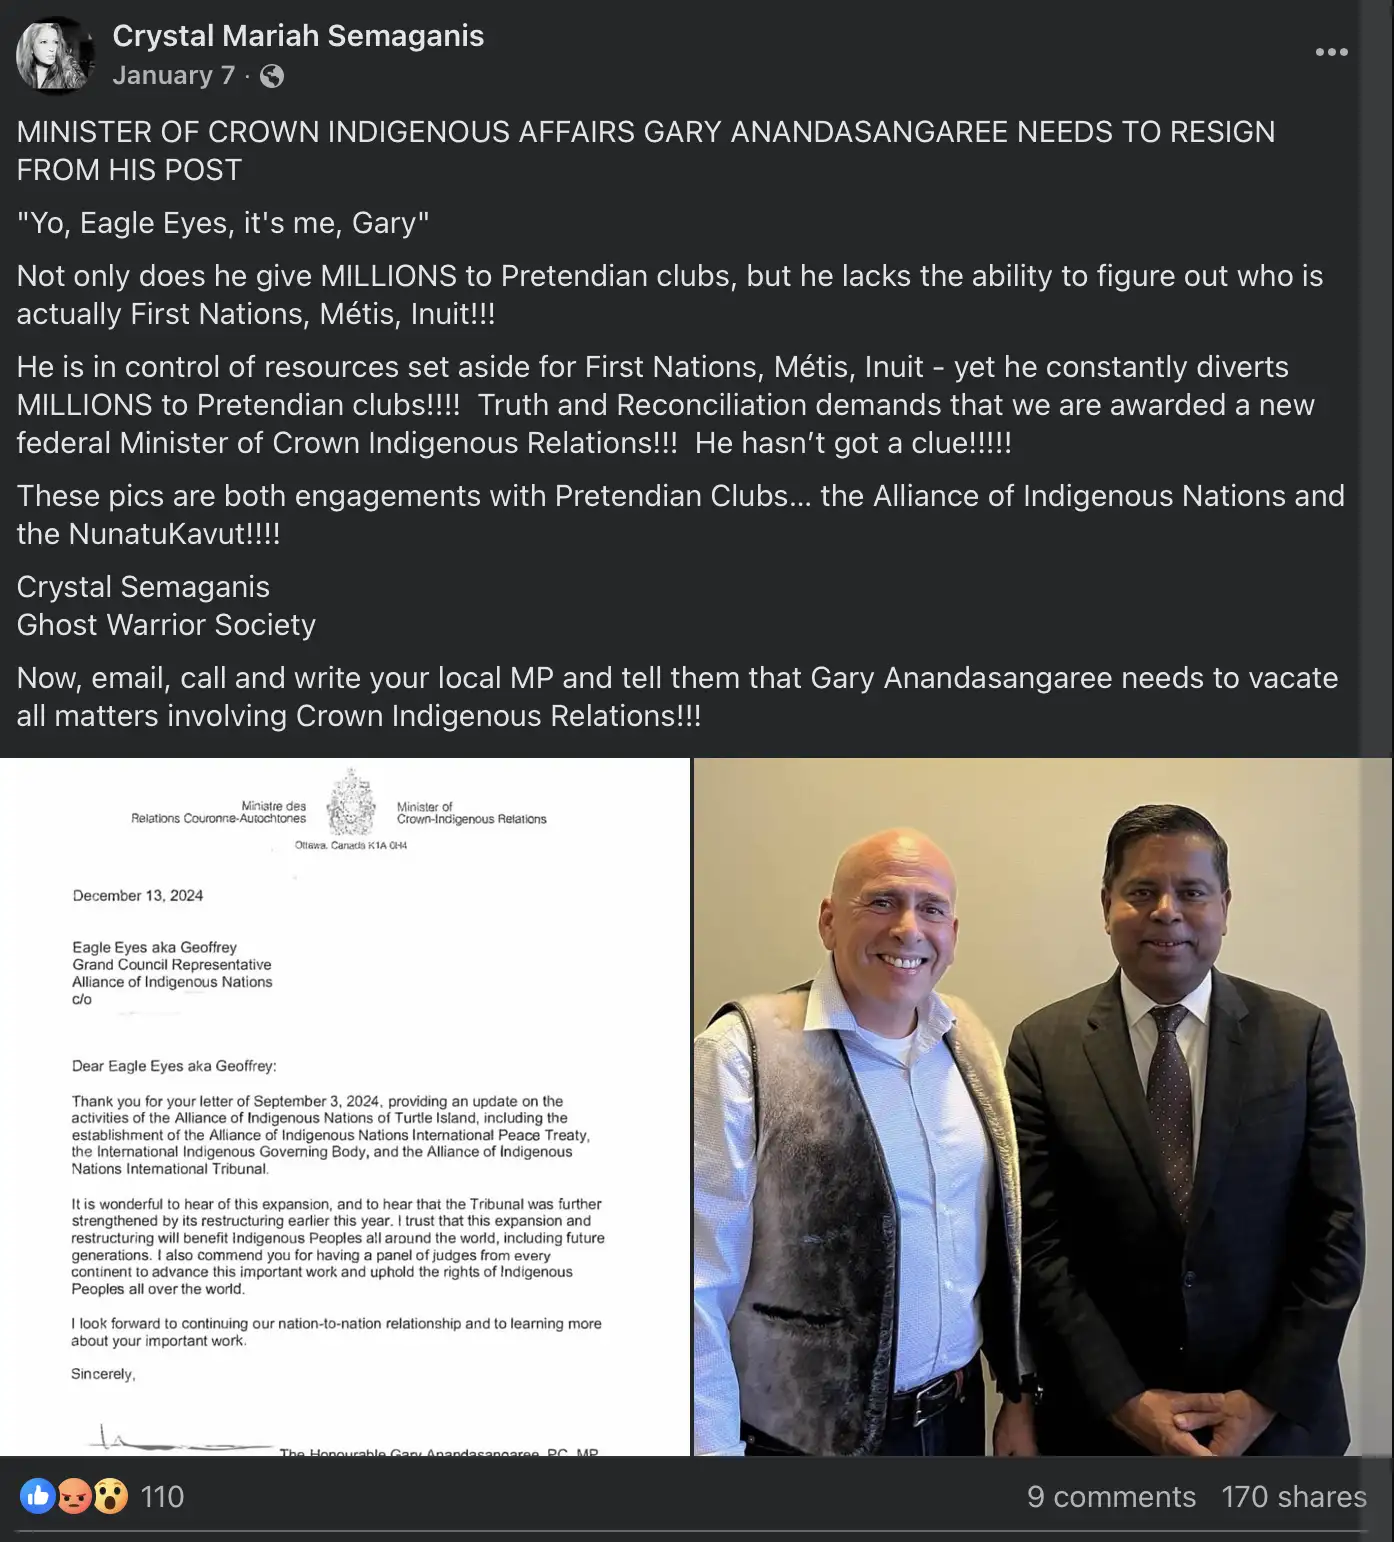 Crystal Mariah Semaganis
January 7 ·
MINISTER OF CROWN INDIGENOUS AFFAIRS GARY ANANDASANGAREE NEEDS TO RESIGN
FROM HIS POST
"Yo, Eagle Eyes, it's me, Gary"
Not only does he give MILLIONS to Pretendian clubs, but he lacks the ability to figure out who is
actually First Nations, Métis, Inuit!!!
He is in control of resources set aside for First Nations, Métis, Inuit - yet he constantly diverts
MILLIONS to Pretendian clubs!!!!  Truth and Reconciliation demands that we are awarded a new
federal Minister of Crown Indigenous Relations!!!  He hasn't got a clue!!!!!
These pics are both engagements with Pretendian Clubs... the Alliance of Indigenous Nations and
the NunatuKavut!!!!
Crystal Semaganis
Ghost Warrior Society
Now, email, call and write your local MP and tell them that Gary Anandasangaree needs to vacate
all matters involving Crown Indigenous Relations!!!
Ministre des
Relations Couronne-Autochtones
Minister of
Crown-Indigenous Relations
Ottawa, Canada K1A 0H4
December 13, 2024
Eagle Eyes aka Geoffrey
Grand Council Representative
Alliance of Indigenous Nations
c/o
Dear Eagle Eyes aka Geoffrey:
Thank you for your letter of September 3, 2024, providing an update on the
activities of the Alliance of Indigenous Nations of Turtle Island, including the
establishment of the Alliance of Indigenous Nations International Peace Treaty,
the International Indigenous Governing Body, and the Alliance of Indigenous
Nations International Tribunal.
It is wonderful to hear of this expansion, and to hear that the Tribunal was further
strengthened by its restructuring earlier this year. I trust that this expansion and
restructuring will benefit Indigenous Peoples all around the world, including future
generations. I also commend you for having a panel of judges from every
continent to advance this important work and uphold the rights of Indigenous
Peoples all over the world.
I look forward to continuing our nation-to-nation relationship and to learning more
about your important work.
Sincerely,
The Honourable Gary Anandasangaree, PC, MP
110
9 comments 170 shares